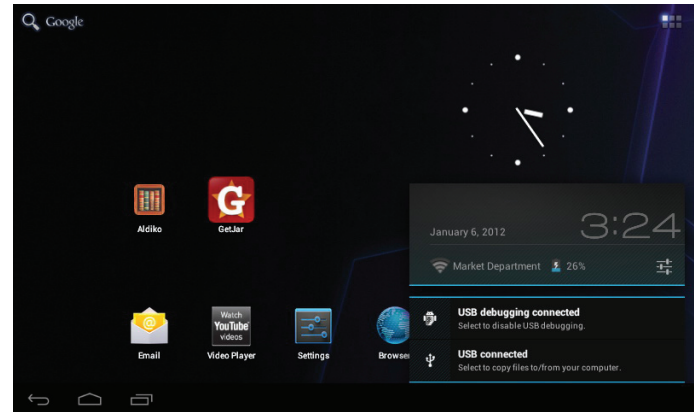 Google
January 6, 2012
3:24
Market Department 26%
Aldiko
G
GetJar
USB debugging connected
Select to disable USB debugging.
USB connected
Select to copy files to/from your computer.
@
Email
Watch
YouTube
videos
Video Player
Settings
Browser